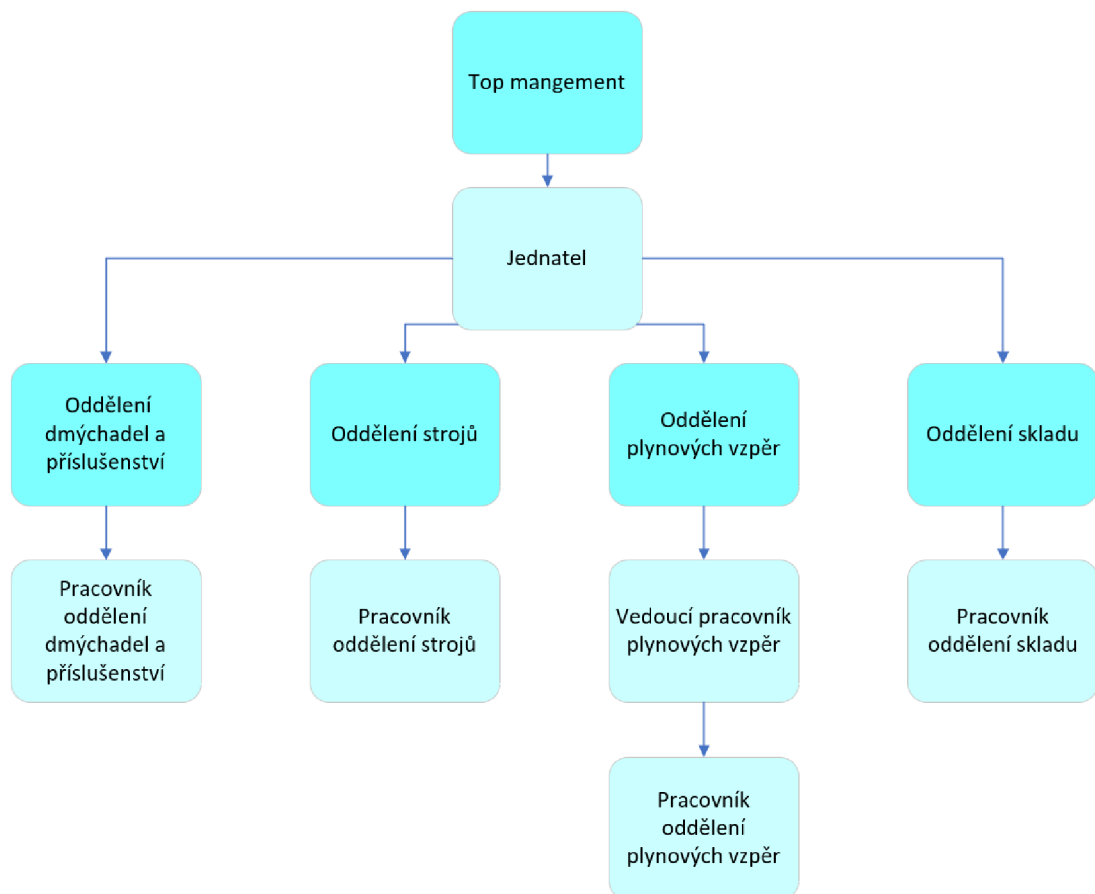 Top mangement
Jednatel
Oddělení
dmýchadel a
příslušenství
Oddělení strojů
Oddělení
plynových vzpěr
Oddělení skladu
Pracovník
oddělení
dmýchadel a
příslušenství
Pracovník
oddělení strojů
Vedoucí pracovník
plynových vzpěr
Pracovník
oddělení skladu
Pracovník
oddělení
plynových vzpěr